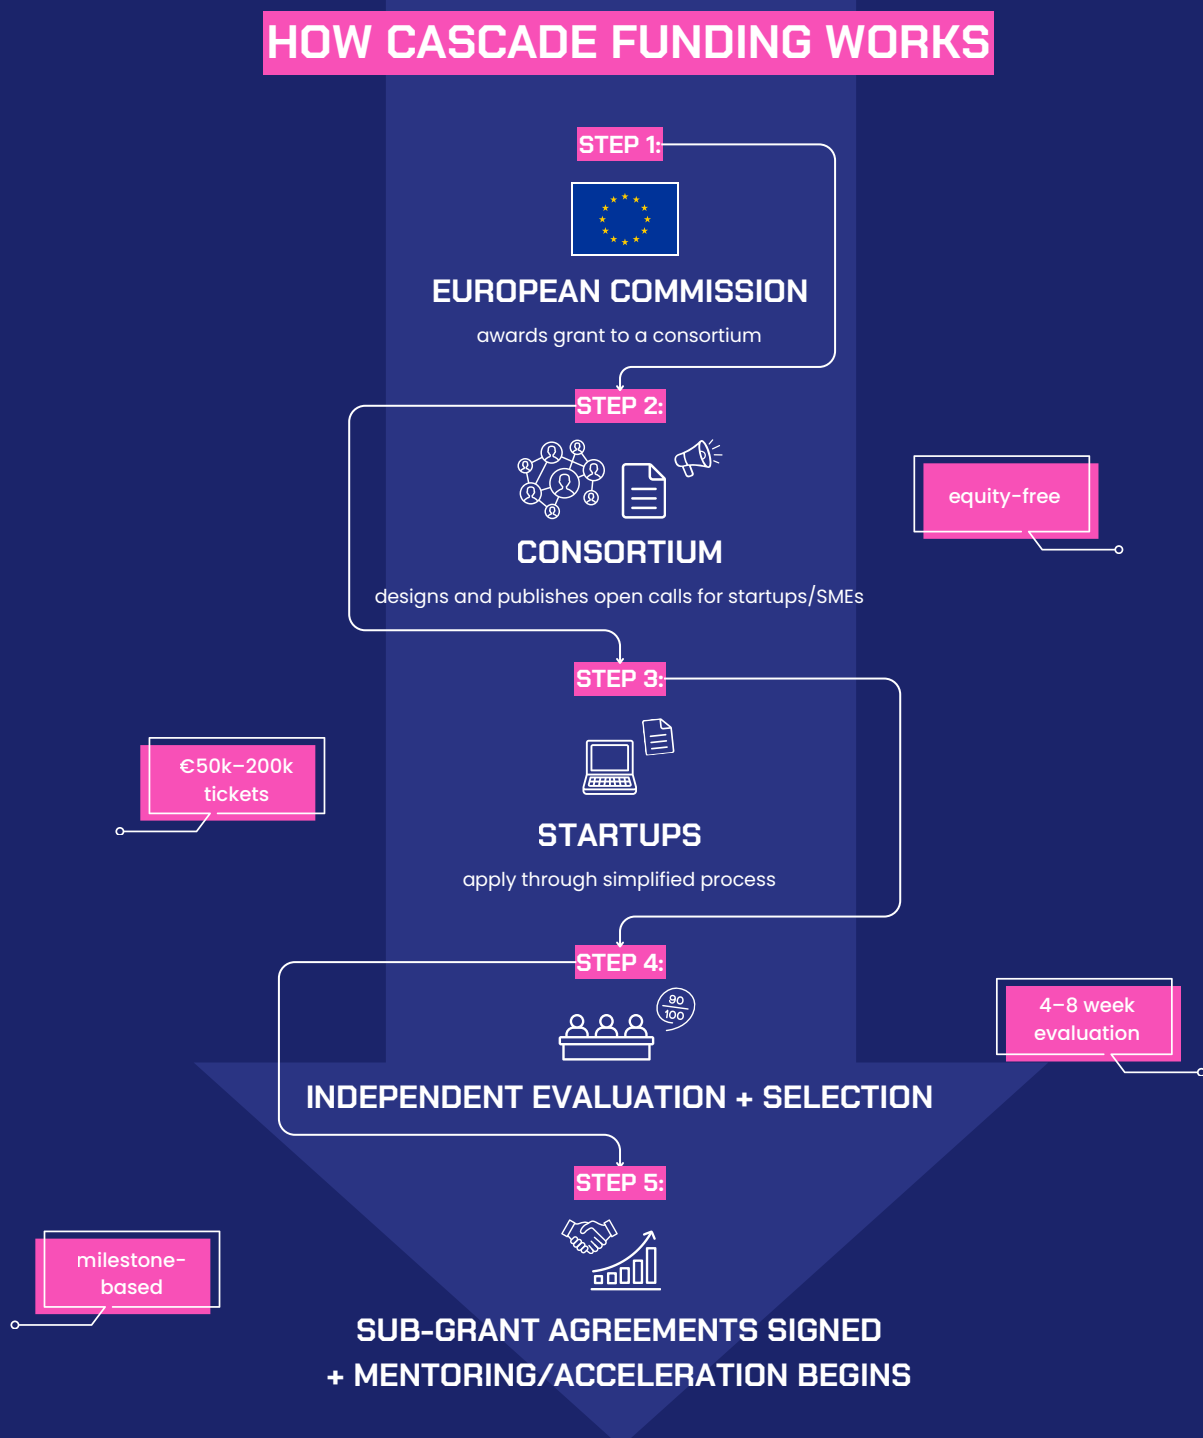 HOW CASCADE FUNDING WORKS
STEP 1:
EUROPEAN COMMISSION
awards grant to a consortium
STEP 2:
CONSORTIUM
designs and publishes open calls for startups/SMEs
equity-free
STEP 3:
€50k–200k
tickets
STARTUPS
apply through simplified process
STEP 4:
90
100
4–8 week
evaluation
INDEPENDENT EVALUATION + SELECTION
STEP 5:
milestone-
based
SUB-GRANT AGREEMENTS SIGNED
+ MENTORING/ACCELERATION BEGINS